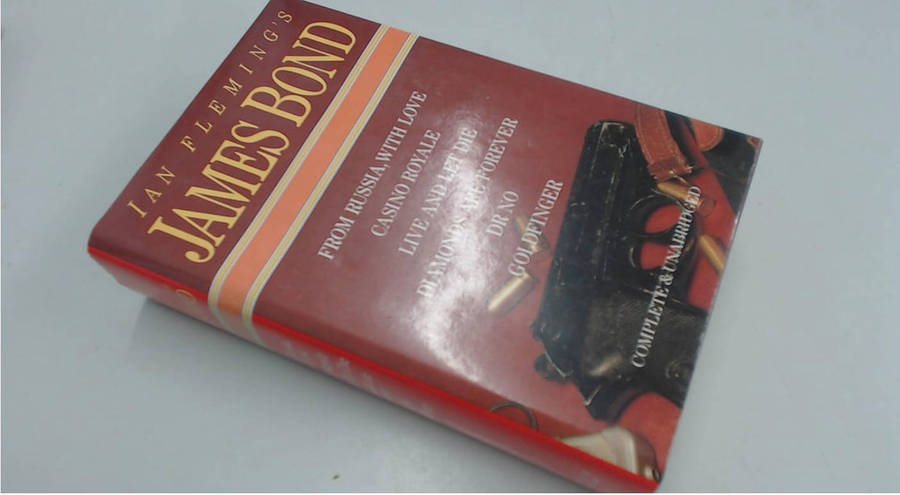 IAN FLEMING'S
JAMES BOND
FROM RUSSIA, WITH LOVE
CASINO ROYALE
LIVE AND LET DIE
DIAMONDS ARE FOREVER
DR NO
GOLDFINGER
COMPLETE & UNABRIDGED